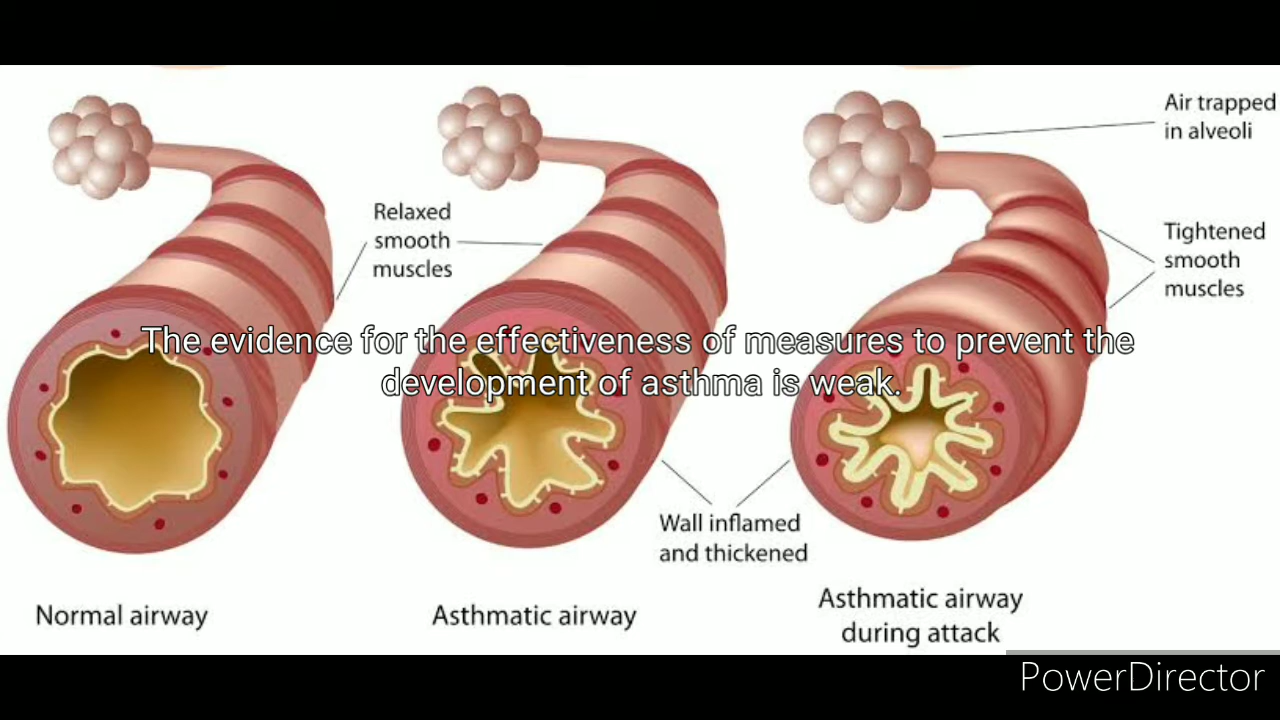 Air trapped
in alveoli
Relaxed
smooth
muscles
Tightened
smooth
muscles
The evidence for the effectiveness of measures to prevent the
development of asthma is weak.
Wall inflamed
and thickened
Normal airway
Asthmatic airway
Asthmatic airway
during attack
PowerDirector